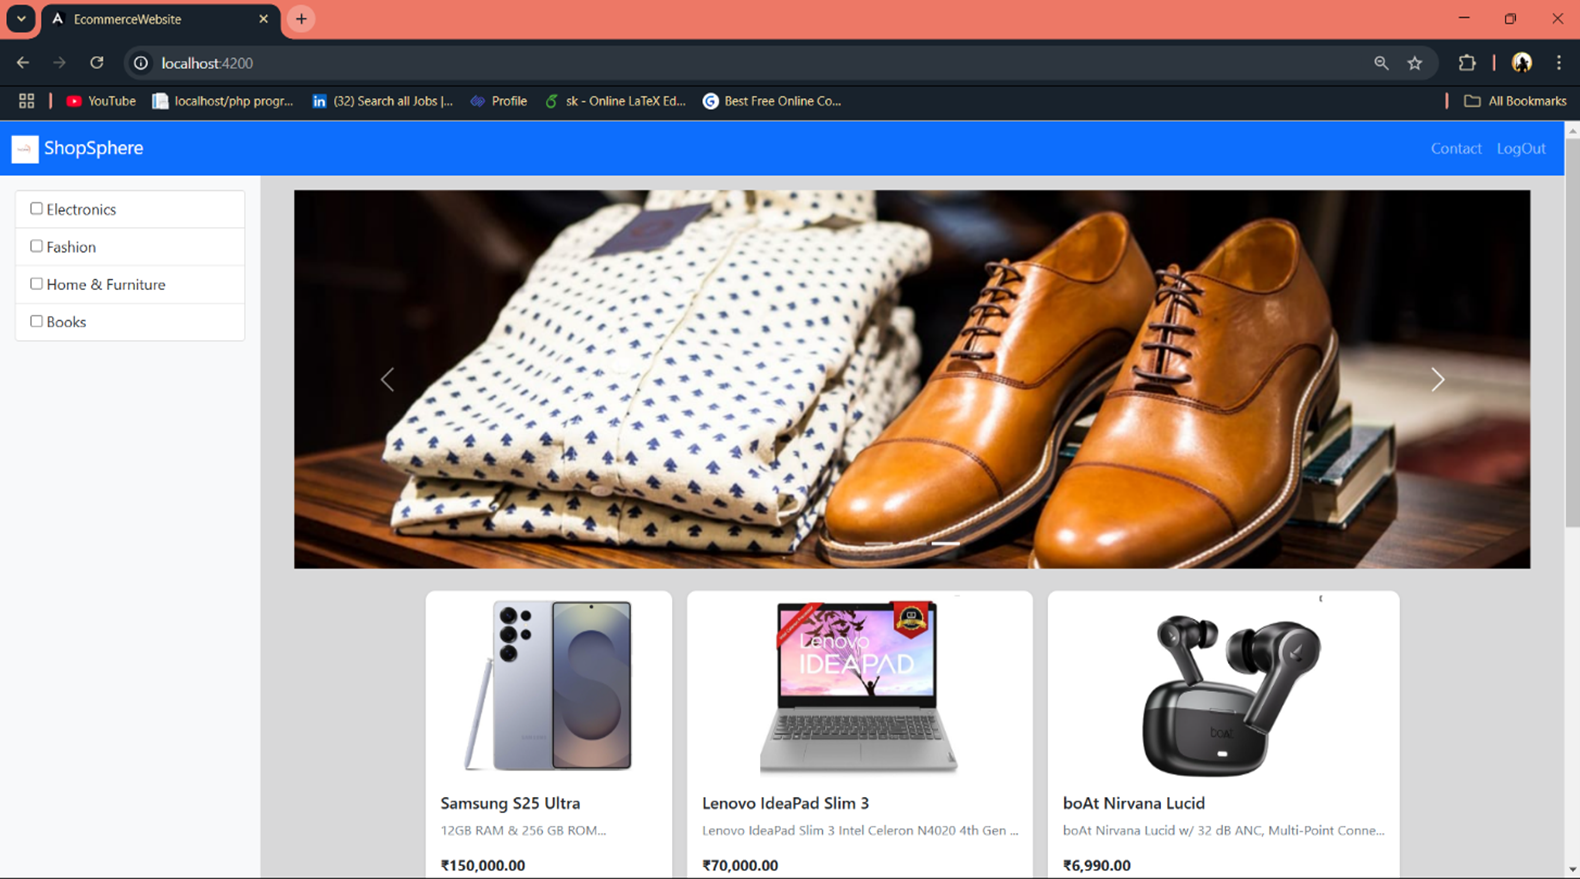 EcommerceWebsite
localhost:4200
YouTube
localhost/php progr...
(32) Search all Jobs |...
Profile
sk - Online LaTeX Ed...
Best Free Online Co...
All Bookmarks
ShopSphere
Contact
LogOut
Electronics
Fashion
Home & Furniture
Books
Lenovo
IDEAPAD
boAt
Samsung S25 Ultra
12GB RAM & 256 GB ROM...
₹150,000.00
Lenovo IdeaPad Slim 3
Lenovo IdeaPad Slim 3 Intel Celeron N4020 4th Gen ...
₹70,000.00
boAt Nirvana Lucid
boAt Nirvana Lucid w/ 32 dB ANC, Multi-Point Conne...
₹6,990.00